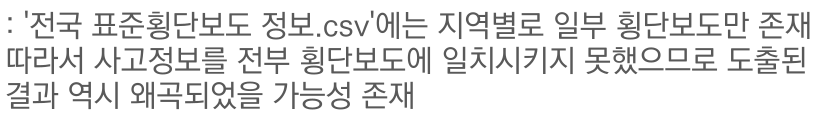 : '전국 표준횡단보도 정보.csv'에는 지역별로 일부 횡단보도만 존재
따라서 사고정보를 전부 횡단보도에 일치시키지 못했으므로 도출된
결과 역시 왜곡되었을 가능성 존재